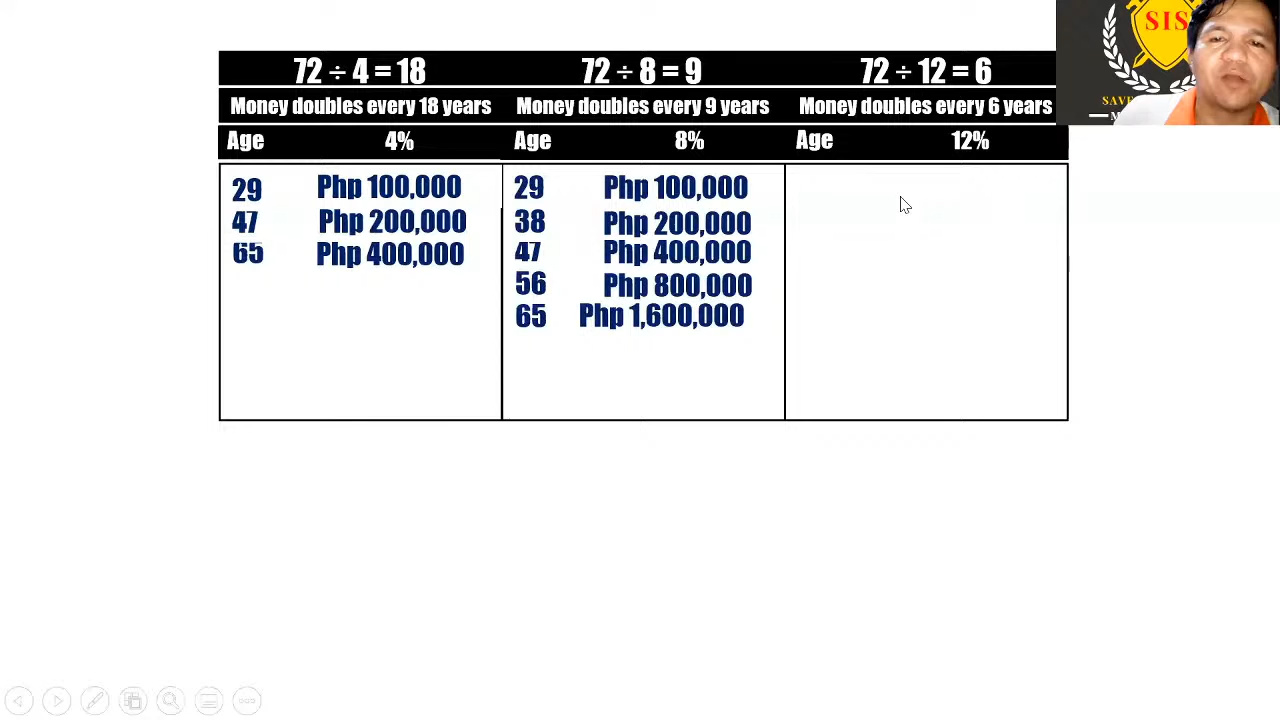 72 ÷ 4 = 18
Money doubles every 18 years
Age 4%
29 Php 100,000
47 Php 200,000
65 Php 400,000
72 ÷ 8 = 9
Money doubles every 9 years
Age 8%
29 Php 100,000
38 Php 200,000
47 Php 400,000
56 Php 800,000
65 Php 1,600,000
72 ÷ 12 = 6
Money doubles every 6 years
Age 12%
SIS
SAVE